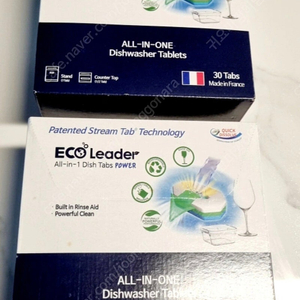 ALL-IN-ONE
Dishwasher Tablets
Stand
Counter Top
30 Tabs
Made in France
Patented Stream Tab Technology
QUICK
ECO Leader
All-in-1 Dish Tabs POWER
Built in Rinse Aid
Powerful Clean
ALL-IN-ONE
Dishwasher Tablets